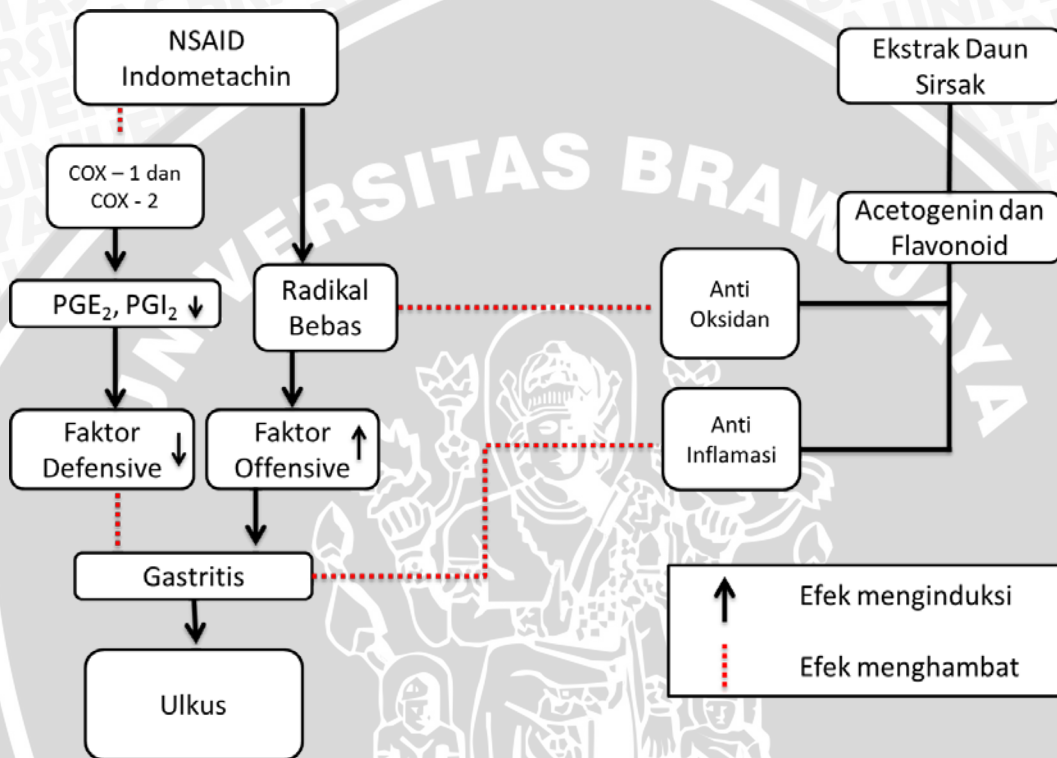 NSAID
Indometachin
Ekstrak Daun
Sirsak
COX – 1 dan
COX - 2
Acetogenin dan
Flavonoid
PGE₂, PGI₂ ↓
Radikal
Bebas
Anti
Oksidan
Faktor
Defensive ↓
Faktor
Offensive ↑
Anti
Inflamasi
Gastritis
Ulkus
Efek menginduksi
Efek menghambat
UNIVERSITAS BRAWIJAYA